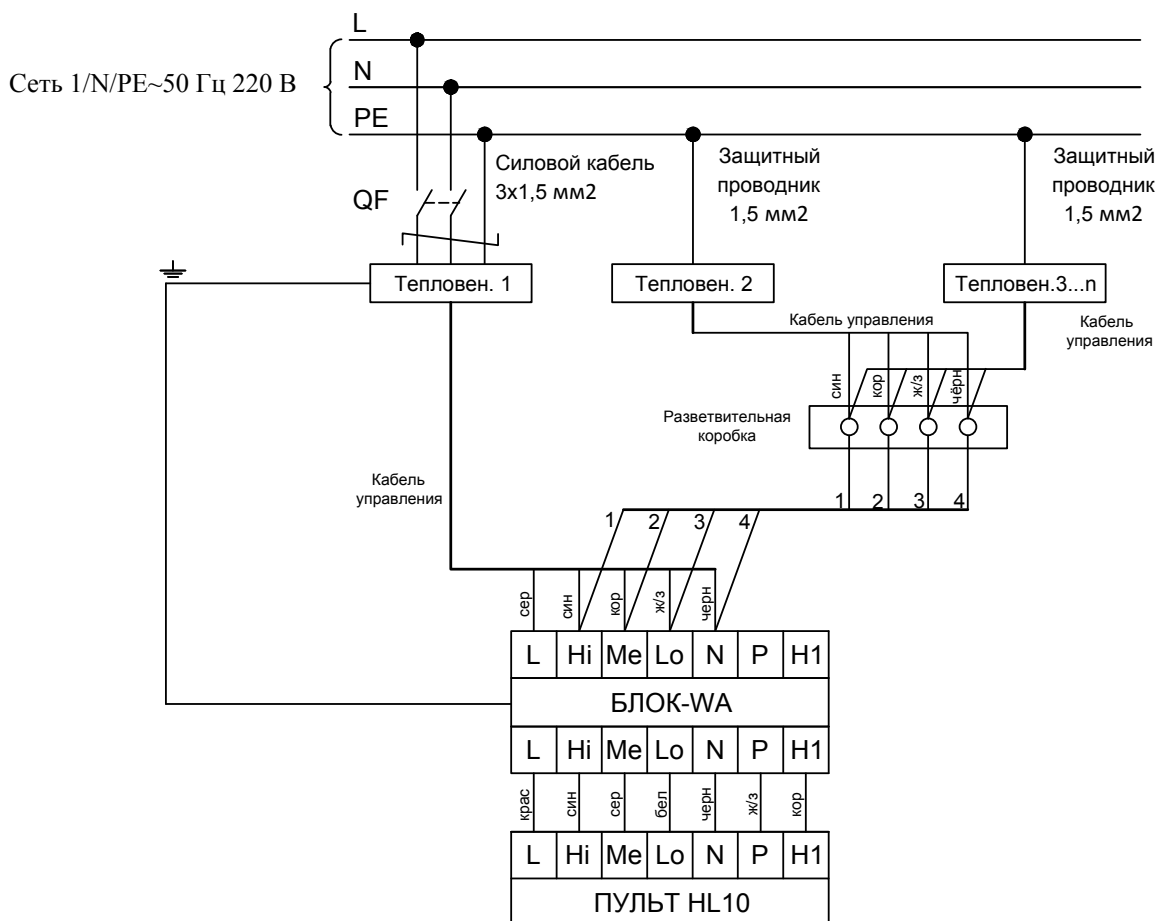 L
Сеть 1/N/PE~50 Гц 220 В
N
PE
Силовой кабель
3х1,5 мм2
Защитный
проводник
1,5 мм2
Защитный
проводник
1,5 мм2
QF
Тепловен. 1
Тепловен. 2
Тепловен.3...n
Кабель управления
Кабель
управления
син
кор
ж/з
чёрн
Разветвительная
коробка
Кабель
управления
1 2 3 4
1 2 3 4
сер
син
кор
ж/з
черн
L Hi Me Lo N P H1
БЛОК-WA
L Hi Me Lo N P H1
крас
син
сер
бел
черн
ж/з
кор
L Hi Me Lo N P H1
ПУЛЬТ HL10